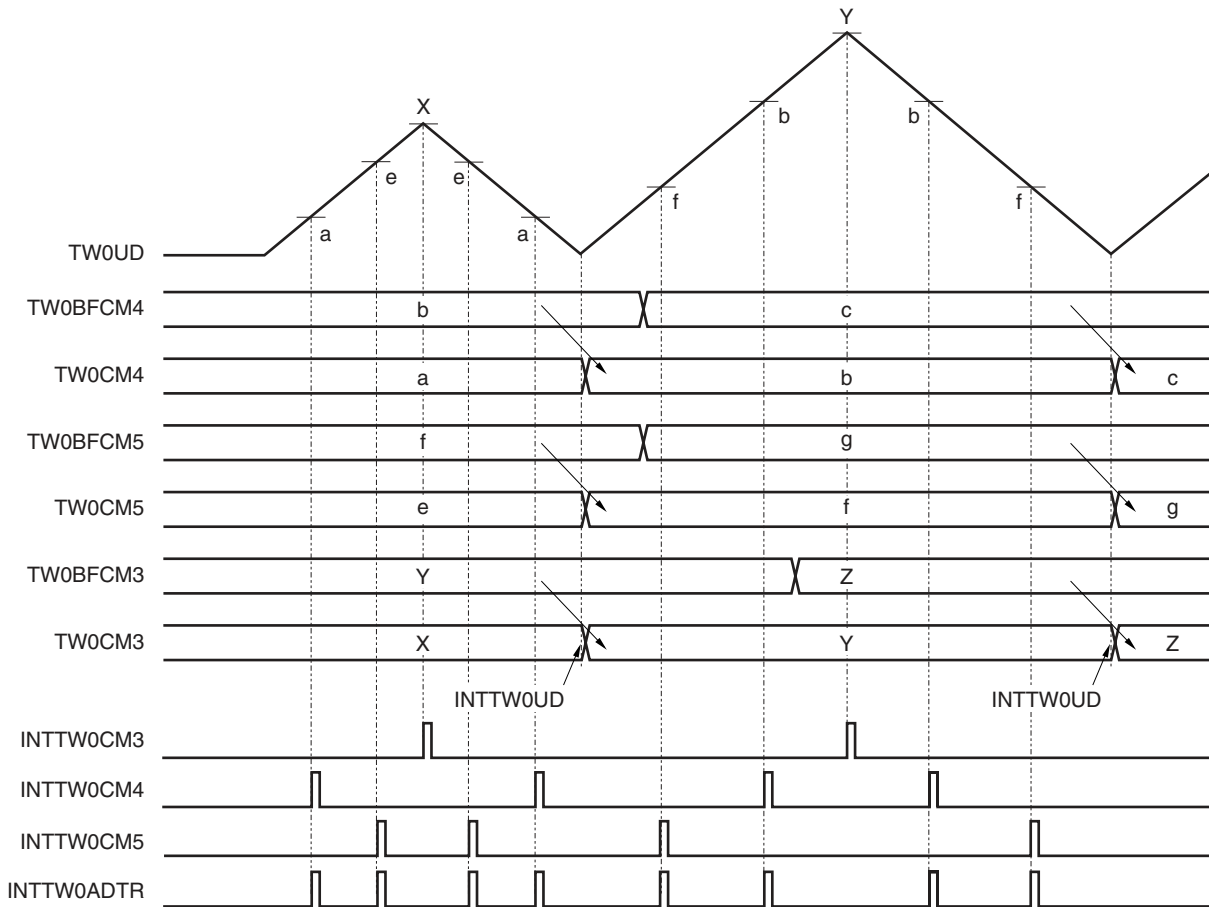 Y
X
b
b
e
e
f
f
a
a
TW0UD
TW0BFCM4
b
c
TW0CM4
a
b
c
TW0BFCM5
f
g
TW0CM5
e
f
g
TW0BFCM3
Y
Z
TW0CM3
X
Y
Z
INTTW0UD
INTTW0UD
INTTW0CM3
INTTW0CM4
INTTW0CM5
INTTW0ADTR